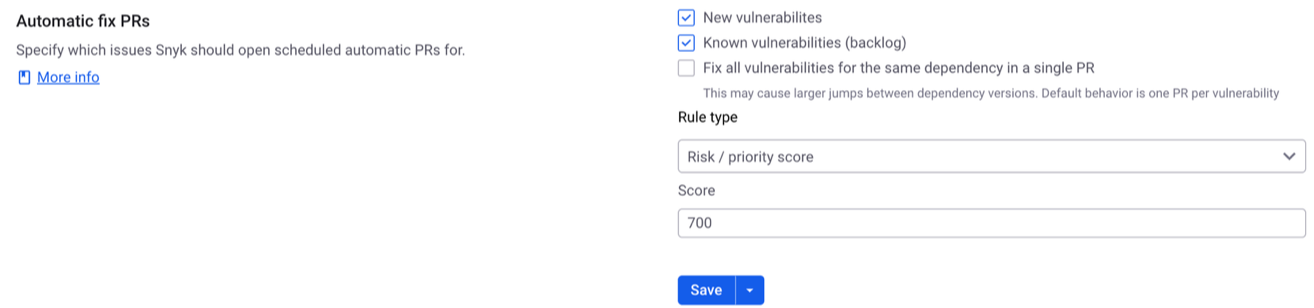 Automatic fix PRs
Specify which issues Snyk should open scheduled automatic PRs for.
More info
New vulnerabilites
Known vulnerabilities (backlog)
Fix all vulnerabilities for the same dependency in a single PR
This may cause larger jumps between dependency versions. Default behavior is one PR per vulnerability
Rule type
Risk / priority score
Score
700
Save